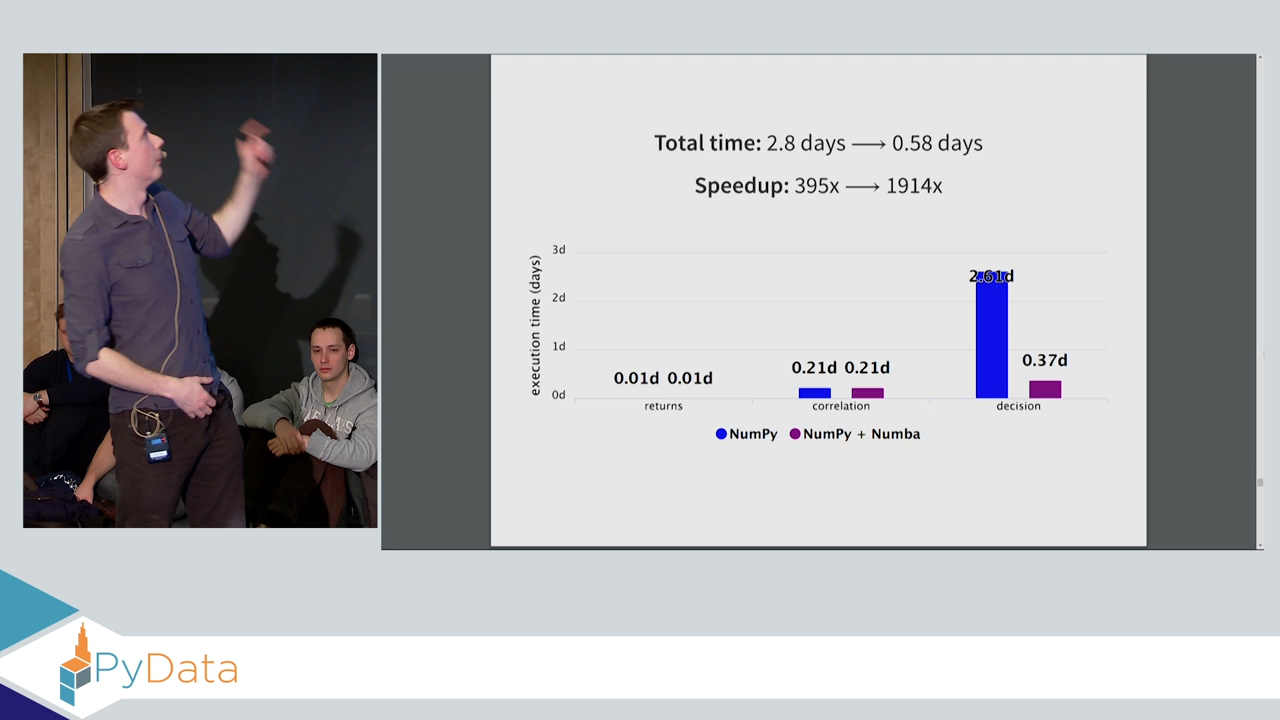 Total time: 2.8 days ⟶ 0.58 days
Speedup: 395x ⟶ 1914x
execution time (days)
3d
2d
1d
0d
0.01d 0.01d
0.21d 0.21d
2.61d
0.37d
returns correlation decision
NumPy NumPy + Numba
PyData